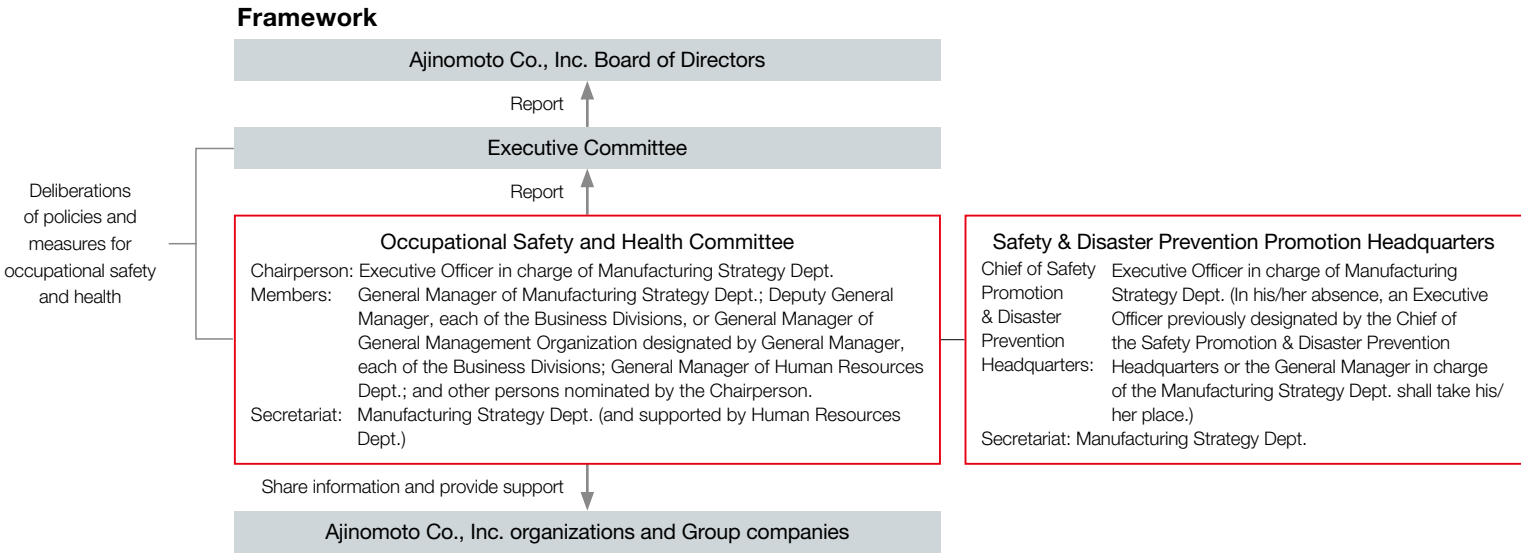 Framework
Ajinomoto Co., Inc. Board of Directors
Report
Executive Committee
Report
Deliberations
of policies and
measures for
occupational safety
and health
Occupational Safety and Health Committee
Chairperson: Executive Officer in charge of Manufacturing Strategy Dept.
Members: General Manager of Manufacturing Strategy Dept.; Deputy General
Manager, each of the Business Divisions, or General Manager of
General Management Organization designated by General Manager,
each of the Business Divisions; General Manager of Human Resources
Dept.; and other persons nominated by the Chairperson.
Secretariat: Manufacturing Strategy Dept. (and supported by Human Resources
Dept.)
Safety & Disaster Prevention Promotion Headquarters
Chief of Safety
Promotion
& Disaster
Prevention
Headquarters:
Executive Officer in charge of Manufacturing
Strategy Dept. (In his/her absence, an Executive
Officer previously designated by the Chief of
the Safety Promotion & Disaster Prevention
Headquarters or the General Manager in charge
of the Manufacturing Strategy Dept. shall take his/
her place.)
Secretariat: Manufacturing Strategy Dept.
Share information and provide support
Ajinomoto Co., Inc. organizations and Group companies